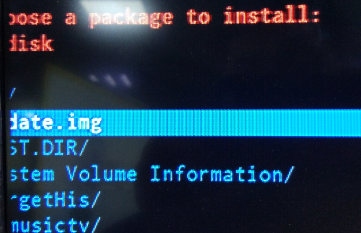 oose a package to install:
disk
/
date.img
ST.DIR/
stem Volume Information/
rgetHis/
musictv/